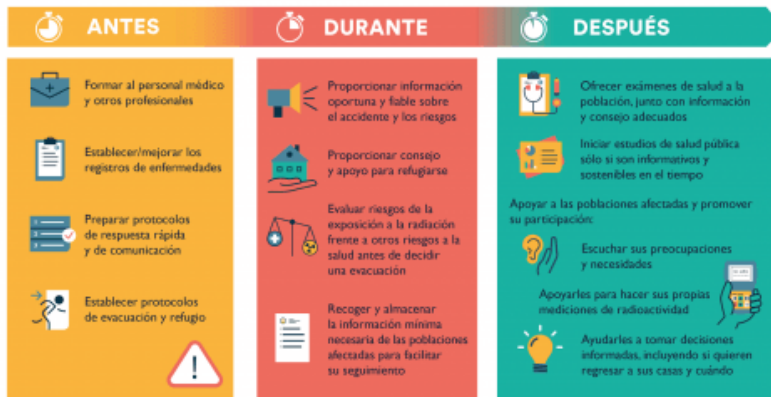 ANTES
DURANTE
DESPUÉS
Formar al personal médico
y otros profesionales
Establecer/mejorar los
registros de enfermedades
Preparar protocolos
de respuesta rápida
y de comunicación
Establecer protocolos
de evacuación y refugio
Proporcionar información
oportuna y fiable sobre
el accidente y los riesgos
Proporcionar consejo
y apoyo para refugiarse
Evaluar riesgos de la
exposición a la radiación
frente a otros riesgos a la
salud antes de decidir
una evacuación
Recoger y almacenar
la información mínima
necesaria de las poblaciones
afectadas para facilitar
su seguimiento
Ofrecer exámenes de salud a la
población, junto con información
y consejo adecuados
Iniciar estudios de salud pública
sólo si son informativos y
sostenibles en el tiempo
Apoyar a las poblaciones afectadas y promover
su participación:
Escuchar sus preocupaciones
y necesidades
Apoyarles para hacer sus propias
mediciones de radioactividad
Ayudarles a tomar decisiones
informadas, incluyendo si quieren
regresar a sus casas y cuándo